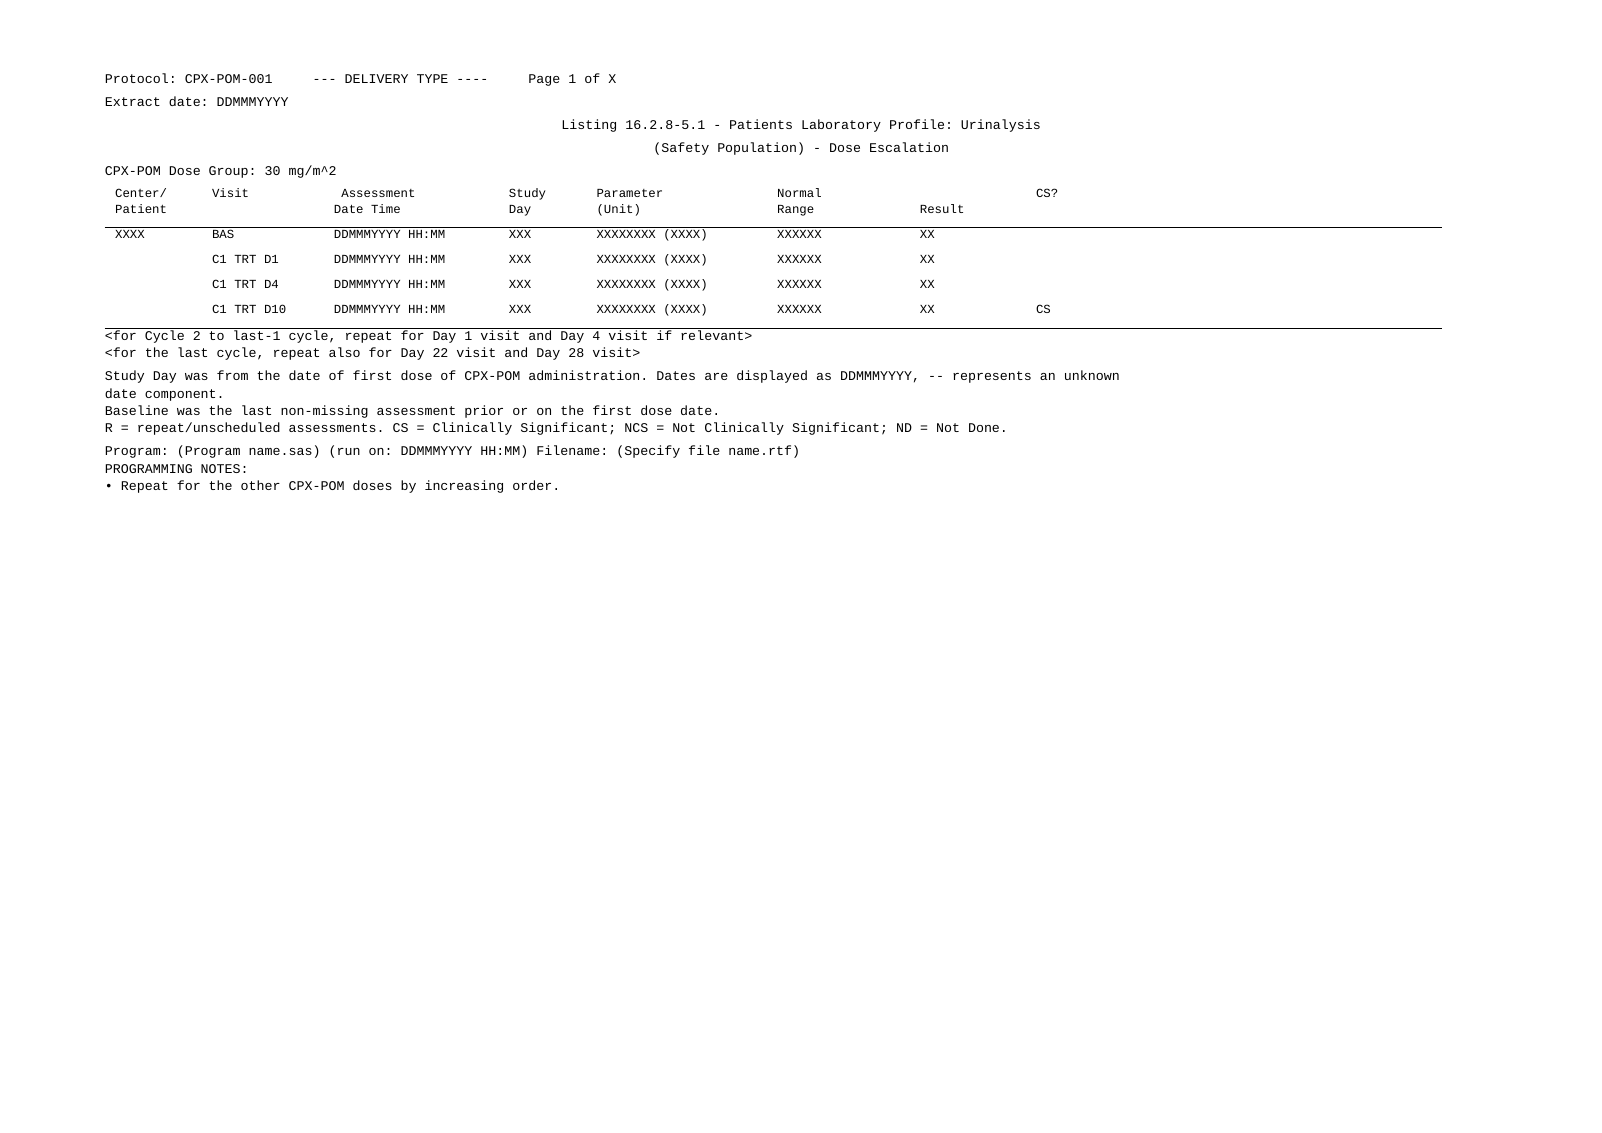 Protocol: CPX-POM-001     --- DELIVERY TYPE ----     Page 1 of X
Extract date: DDMMMYYYY
Listing 16.2.8-5.1 - Patients Laboratory Profile: Urinalysis
(Safety Population) - Dose Escalation
CPX-POM Dose Group: 30 mg/m^2
Center/ Visit Assessment Study Parameter Normal CS?
Patient Date Time Day (Unit) Range Result
XXXX BAS DDMMMYYYY HH:MM XXX XXXXXXXX (XXXX) XXXXXX XX
C1 TRT D1 DDMMMYYYY HH:MM XXX XXXXXXXX (XXXX) XXXXXX XX
C1 TRT D4 DDMMMYYYY HH:MM XXX XXXXXXXX (XXXX) XXXXXX XX
C1 TRT D10 DDMMMYYYY HH:MM XXX XXXXXXXX (XXXX) XXXXXX XX CS
<for Cycle 2 to last-1 cycle, repeat for Day 1 visit and Day 4 visit if relevant>
<for the last cycle, repeat also for Day 22 visit and Day 28 visit>
Study Day was from the date of first dose of CPX-POM administration. Dates are displayed as DDMMMYYYY, -- represents an unknown
date component.
Baseline was the last non-missing assessment prior or on the first dose date.
R = repeat/unscheduled assessments. CS = Clinically Significant; NCS = Not Clinically Significant; ND = Not Done.
Program: (Program name.sas) (run on: DDMMMYYYY HH:MM) Filename: (Specify file name.rtf)
PROGRAMMING NOTES:
• Repeat for the other CPX-POM doses by increasing order.